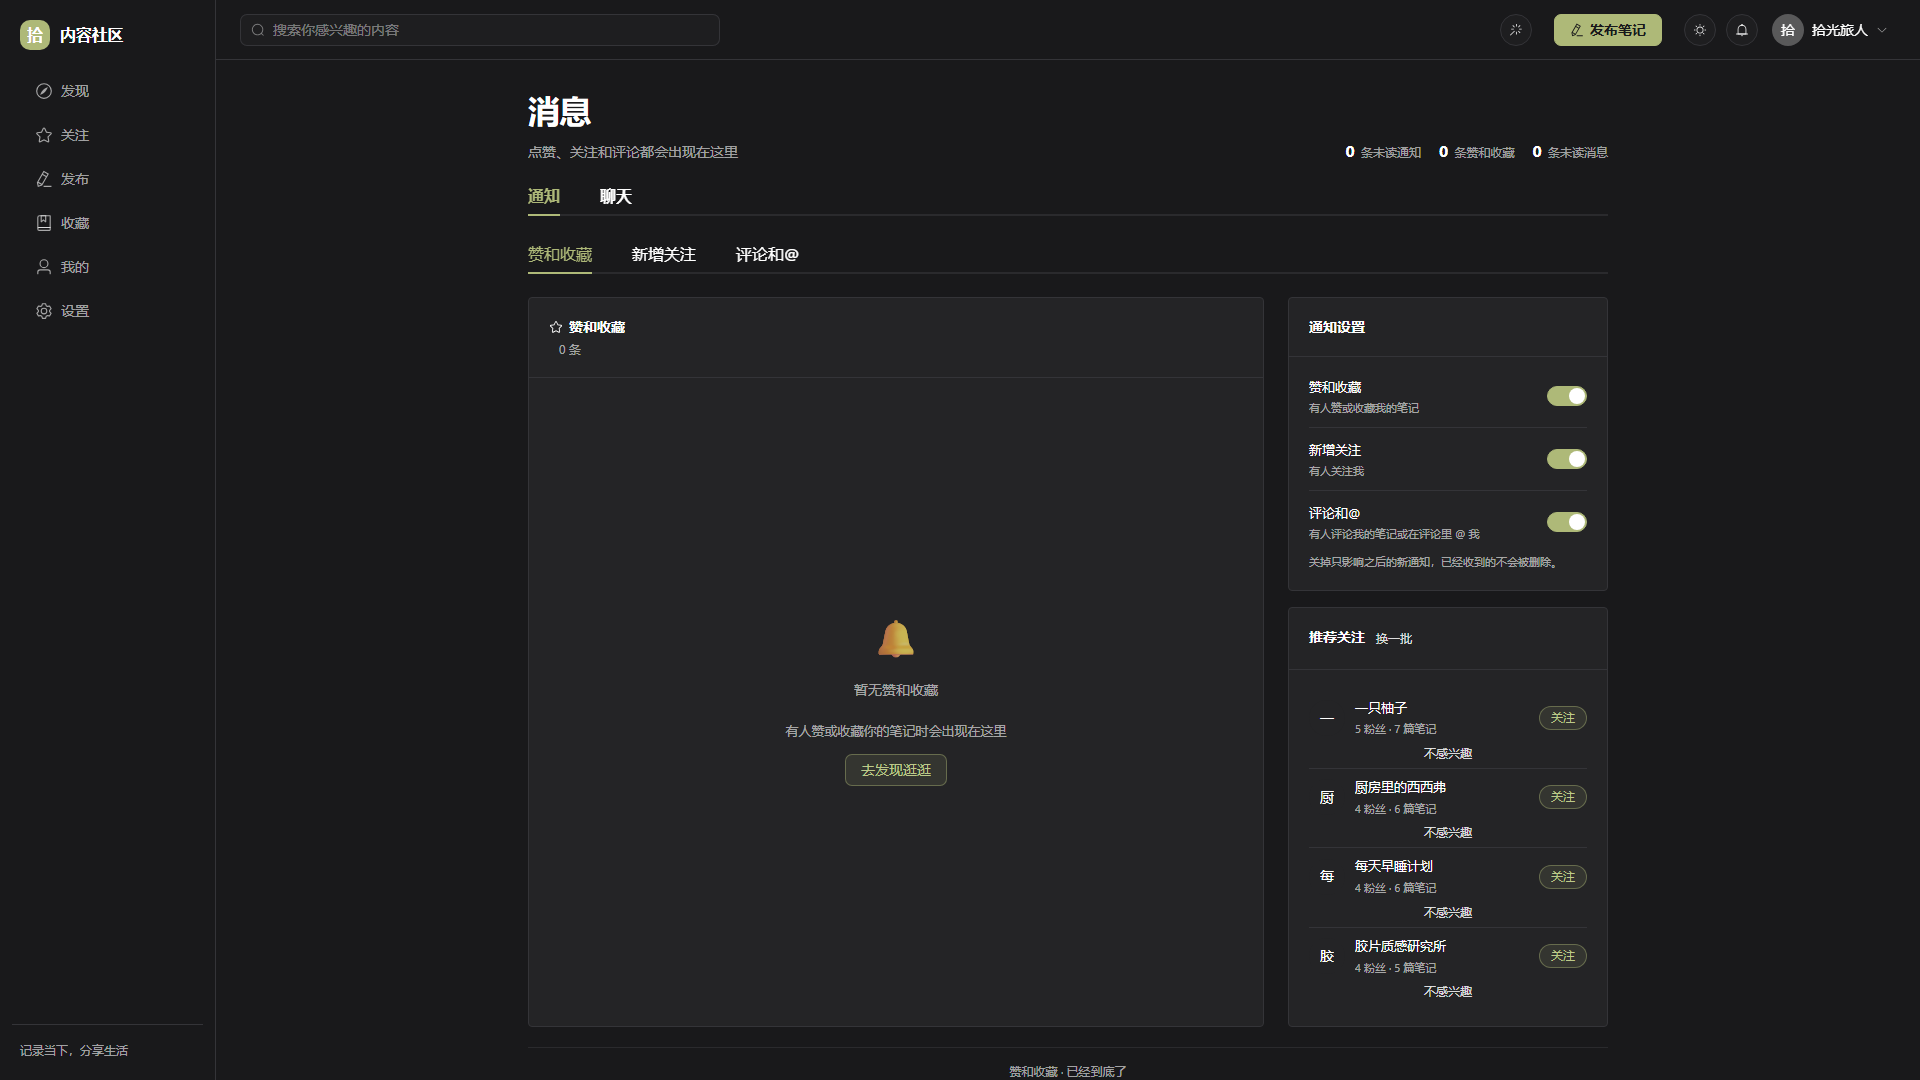 拾 内容社区
搜索你感兴趣的内容
发布笔记
拾 拾光旅人
发现
关注
发布
收藏
我的
设置
消息
点赞、关注和评论都会出现在这里
0 条未读通知 0 条赞和收藏 0 条未读消息
通知 聊天
赞和收藏 新增关注 评论和@
赞和收藏
0 条
暂无赞和收藏
有人赞或收藏你的笔记时会出现在这里
去发现逛逛
通知设置
赞和收藏
有人赞或收藏我的笔记
新增关注
有人关注我
评论和@
有人评论我的笔记或在评论里 @ 我
关掉只影响之后的新通知，已经收到的不会被删除。
推荐关注 换一批
一 一只柚子 关注
5 粉丝 · 7 篇笔记
不感兴趣
厨 厨房里的西西弗 关注
4 粉丝 · 6 篇笔记
不感兴趣
每 每天早睡计划 关注
4 粉丝 · 6 篇笔记
不感兴趣
胶 胶片质感研究所 关注
4 粉丝 · 5 篇笔记
不感兴趣
记录当下，分享生活
赞和收藏 · 已经到底了